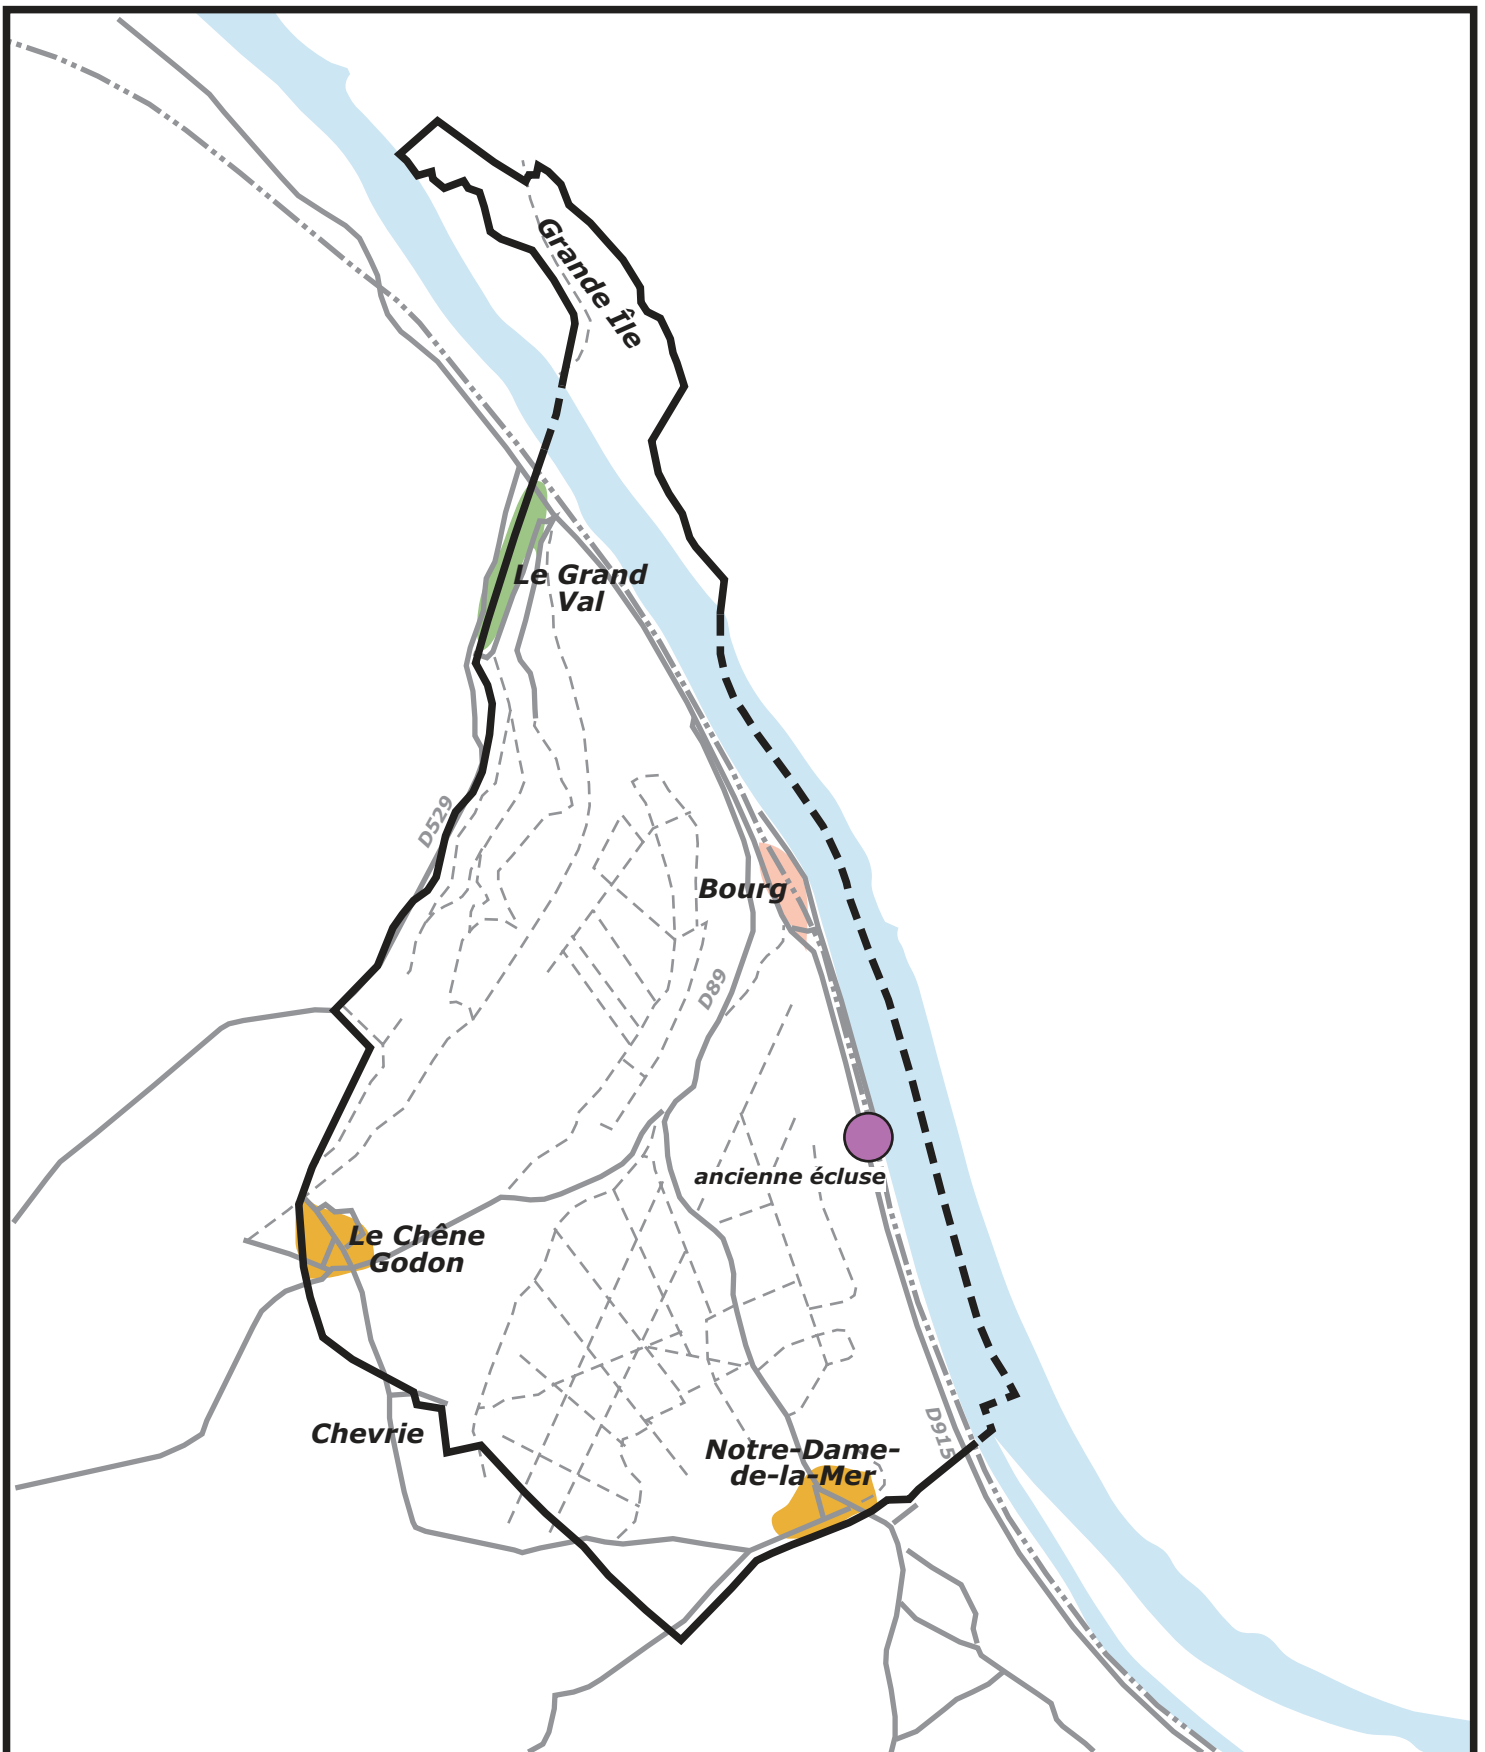 Grande Île
Le Grand
Val
D529
Bourg
D89
ancienne écluse
Le Chêne
Godon
D915
Chevrie
Notre-Dame-
de-la-Mer